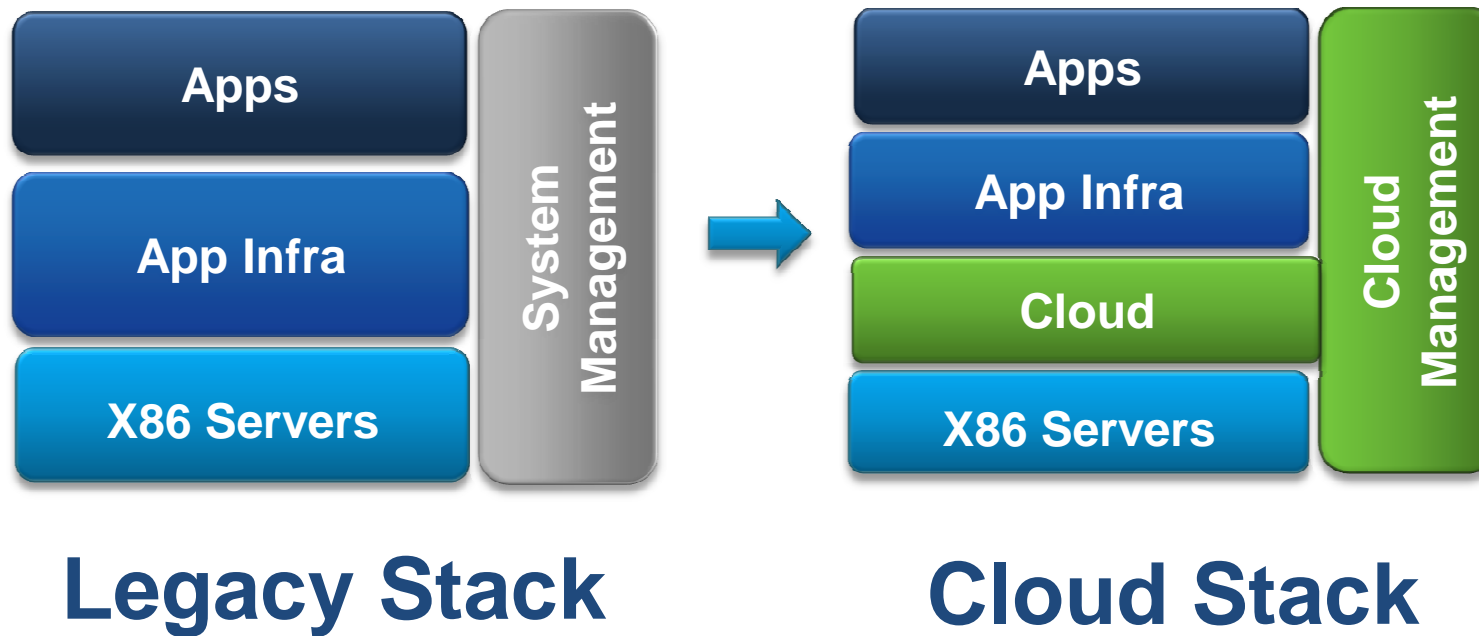 Apps
App Infra
X86 Servers
System
Management
Legacy Stack
Apps
App Infra
Cloud
X86 Servers
Cloud
Management
Cloud Stack